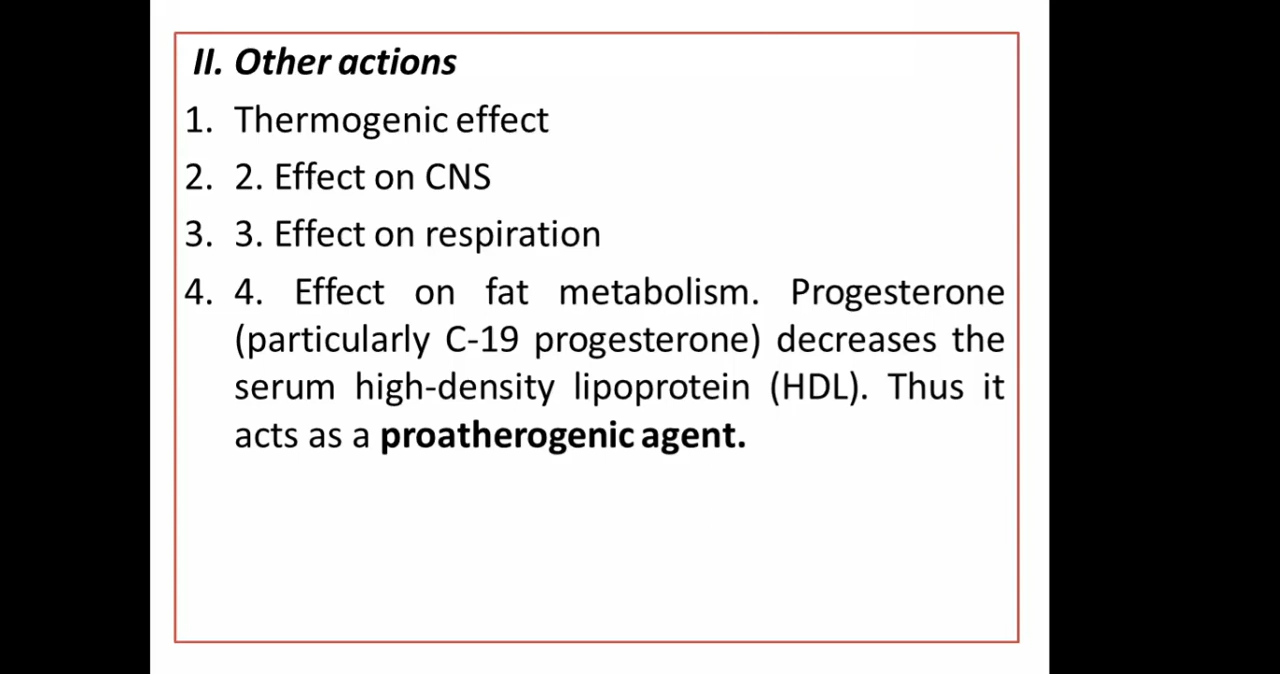 II. Other actions
1. Thermogenic effect
2. 2. Effect on CNS
3. 3. Effect on respiration
4. 4. Effect on fat metabolism. Progesterone
(particularly C-19 progesterone) decreases the
serum high-density lipoprotein (HDL). Thus it
acts as a proatherogenic agent.